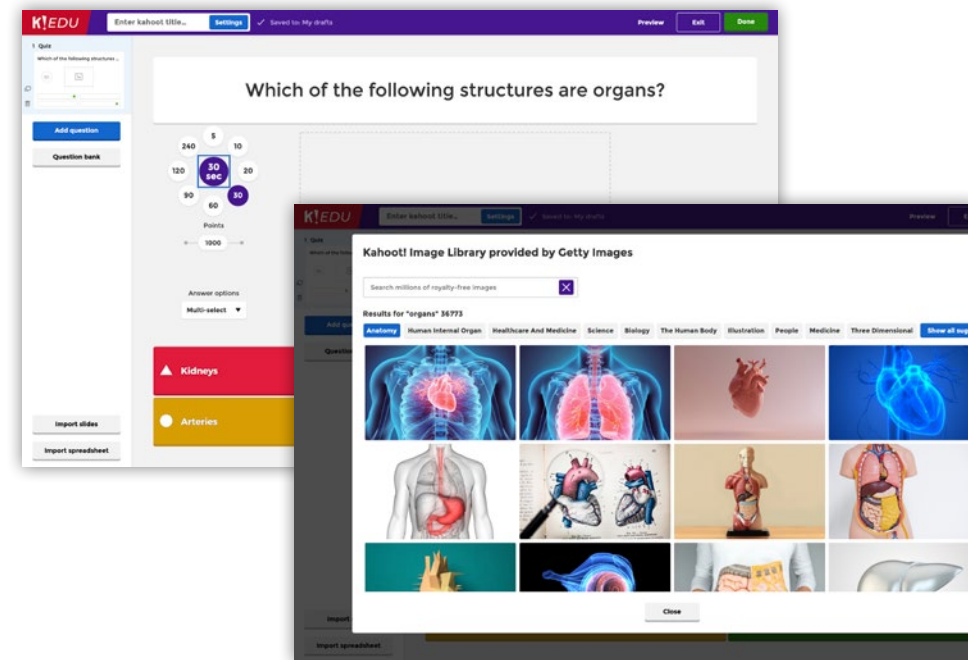 K!EDU
Enter kahoot title…
Settings
Saved to: My drafts
Preview
Exit
Done
1 Quiz
Which of the following structures …
Add question
Question bank
Import slides
Import spreadsheet
Which of the following structures are organs?
5
240
10
120
30 sec
20
90
30
60
Points
1000
Answer options
Multi-select
Kidneys
Arteries
K!EDU
Enter kahoot title…
Settings
Saved to: My drafts
Preview
Kahoot! Image Library provided by Getty Images
Search millions of royalty-free images
X
Results for "organs" 36773
Anatomy
Human Internal Organ
Healthcare And Medicine
Science
Biology
The Human Body
Illustration
People
Medicine
Three Dimensional
Show all sug
Close
Import spreadsheet